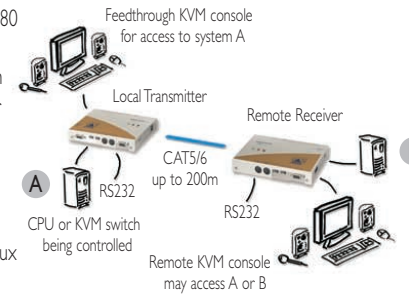 80
Feedthrough KVM console
for access to system A
Local Transmitter
Remote Receiver
CAT5/6
up to 200m
A
RS232
RS232
CPU or KVM switch
being controlled
ux
Remote KVM console
may access A or B